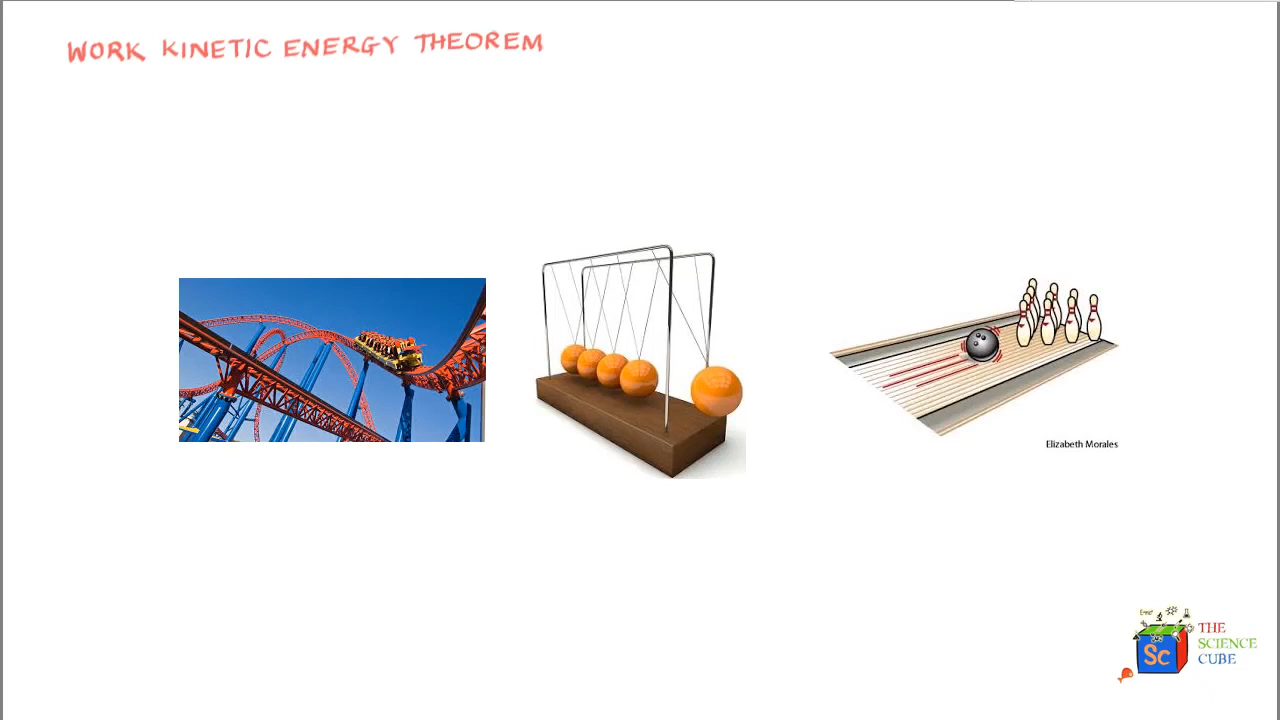 WORK KINETIC ENERGY THEOREM
Elizabeth Morales
Sc
THE
SCIENCE
CUBE